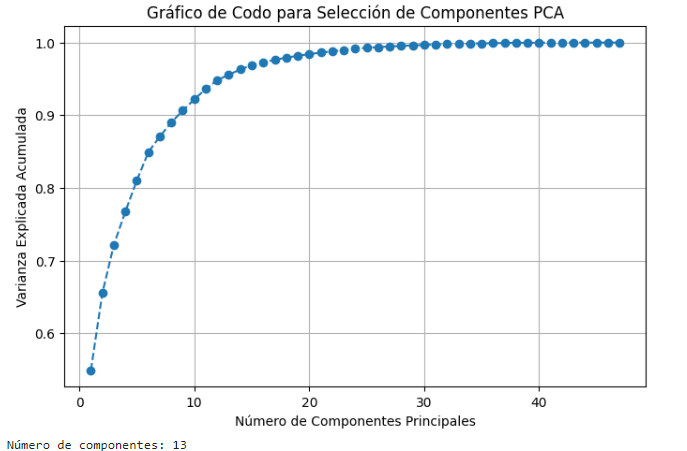 Gráfico de Codo para Selección de Componentes PCA
1.0
0.9
0.8
0.7
0.6
Varianza Explicada Acumulada
0 10 20 30 40
Número de Componentes Principales
Número de componentes: 13